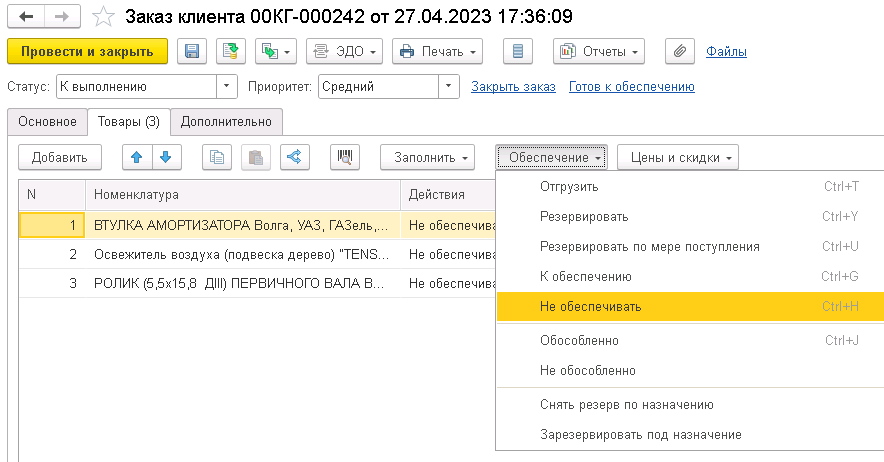 Заказ клиента 00КГ-000242 от 27.04.2023 17:36:09
Провести и закрыть ЭДО Печать Отчеты Файлы
Статус: К выполнению Приоритет: Средний Закрыть заказ Готов к обеспечению
Основное Товары (3) Дополнительно
Добавить Заполнить Обеспечение Цены и скидки
N Номенклатура Действия
1 ВТУЛКА АМОРТИЗАТОРА Волга, УАЗ, ГАЗель,... Не обеспечива
2 Освежитель воздуха (подвеска дерево) "TENS... Не обеспечива
3 РОЛИК (5,5х15,8 ДIII) ПЕРВИЧНОГО ВАЛА В... Не обеспечива
Отгрузить Ctrl+T
Резервировать Ctrl+Y
Резервировать по мере поступления Ctrl+U
К обеспечению Ctrl+G
Не обеспечивать Ctrl+H
Обособленно Ctrl+J
Не обособленно
Снять резерв по назначению
Зарезервировать под назначение